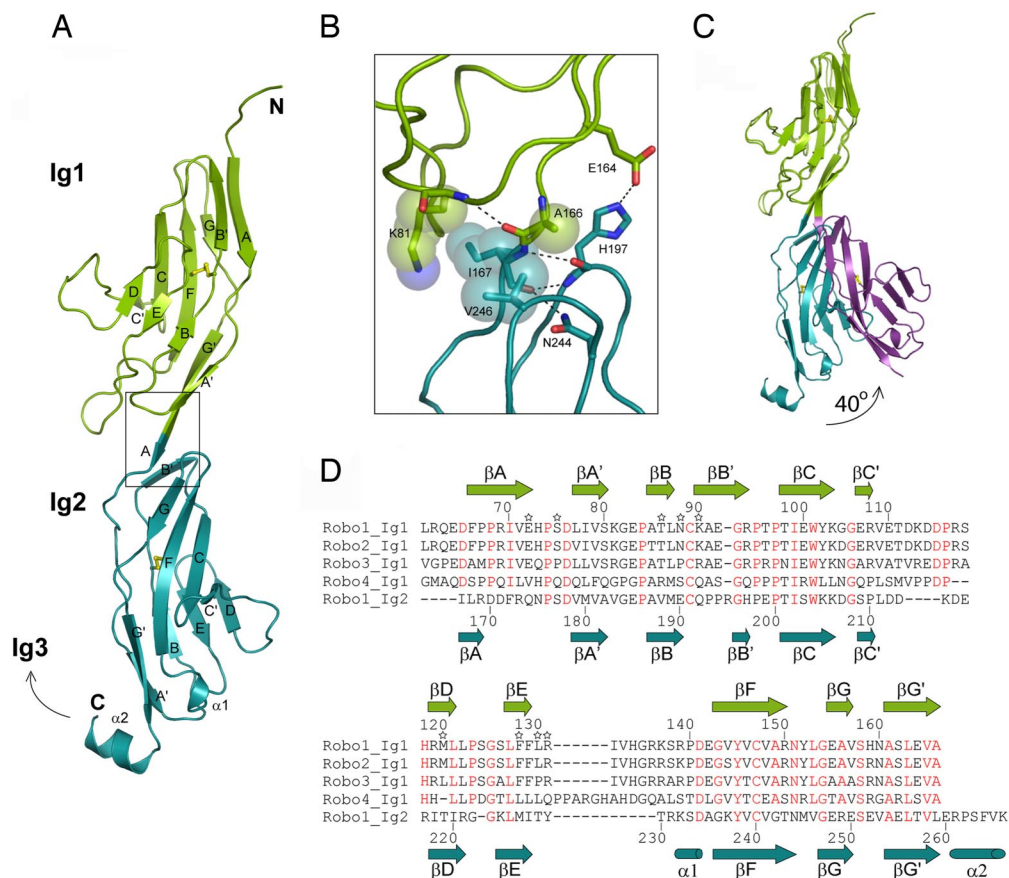 A
B
C
N
Ig1
G
B'
A
C
F
D
C'
E
B
G'
A'
A
B'
Ig2
G
F
C
C'
D
E
G'
B
Ig3
A'
α1
C
α2
E164
K81
A166
H197
I167
V246
N244
40°
D
βA βA' βB βB' βC βC'
70 80 90 100 110
Robo1_Ig1 LRQEDFPPRIVEHPSDLIVSKGEPATLNCKAE-GRPTPTIEWYKGGERVETDKDDPRS
Robo2_Ig1 LRQEDFPPRIVEHPSDVIVSKGEPTTLNCKAE-GRPTPTIEWYKDGERVETDKDDPRS
Robo3_Ig1 VGPEDAMPRIVEQPPDLLVSRGEPATLPCRAE-GRPRPNIEWYKNGARVATVREDPRA
Robo4_Ig1 GMAQDSPPQILVHPQDQLFQGPGPARMSCQAS-GQPPPTIRWLLNGQPLSMVPPDP--
Robo1_Ig2 ----ILRDDFRQNPSDVMVAVGEPAVMECQPPRGHPEPTISWKKDGSPLDD----KDE
170 180 190 200 210
βA βA' βB βB' βC βC'
βD βE βF βG βG'
120 130 140 150 160
Robo1_Ig1 HRMLLPSGSLFFLR------IVHGRKSRPDEGVYVCVARNYLGEAVSHNASLEVA
Robo2_Ig1 HRMLLPSGSLFFLR------IVHGRRSKPDEGSYVCVARNYLGEAVSRNASLEVA
Robo3_Ig1 HRLLLPSGALFFPR------IVHGRRARPDEGVYTCVARNYLGAAASRNASLEVA
Robo4_Ig1 HH-LLPDGTLLLLQPPARGHAHDGQALSTDLGVYTCEASNRLGTAVSRGARLSVA
Robo1_Ig2 RITIRG-GKLMITY-----------TRKSDAGKYVCVGTNMVGERESEVAELTVLERPSFVK
220 230 240 250 260
βD βE α1 βF βG βG' α2